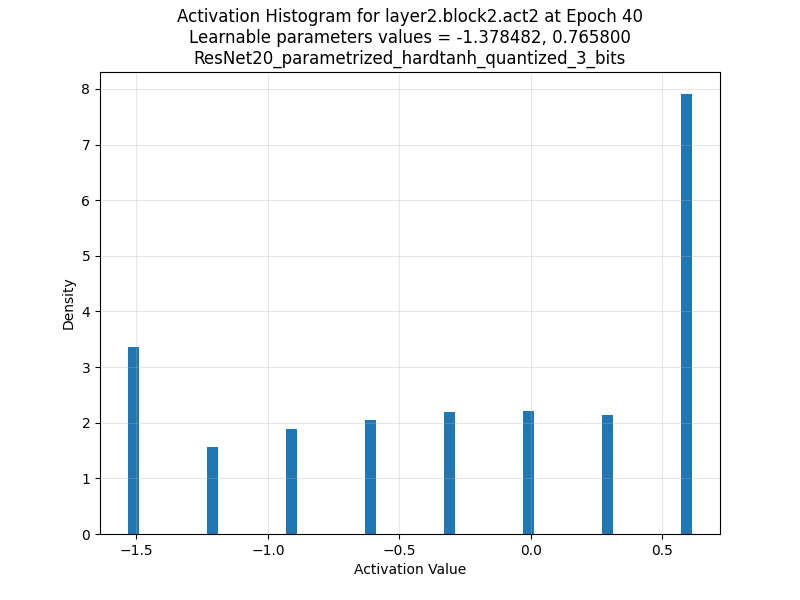 Activation Histogram for layer2.block2.act2 at Epoch 40
Learnable parameters values = -1.378482, 0.765800
ResNet20_parametrized_hardtanh_quantized_3_bits
8
7
6
5
4
3
2
1
0
Density
−1.5 −1.0 −0.5 0.0 0.5
Activation Value